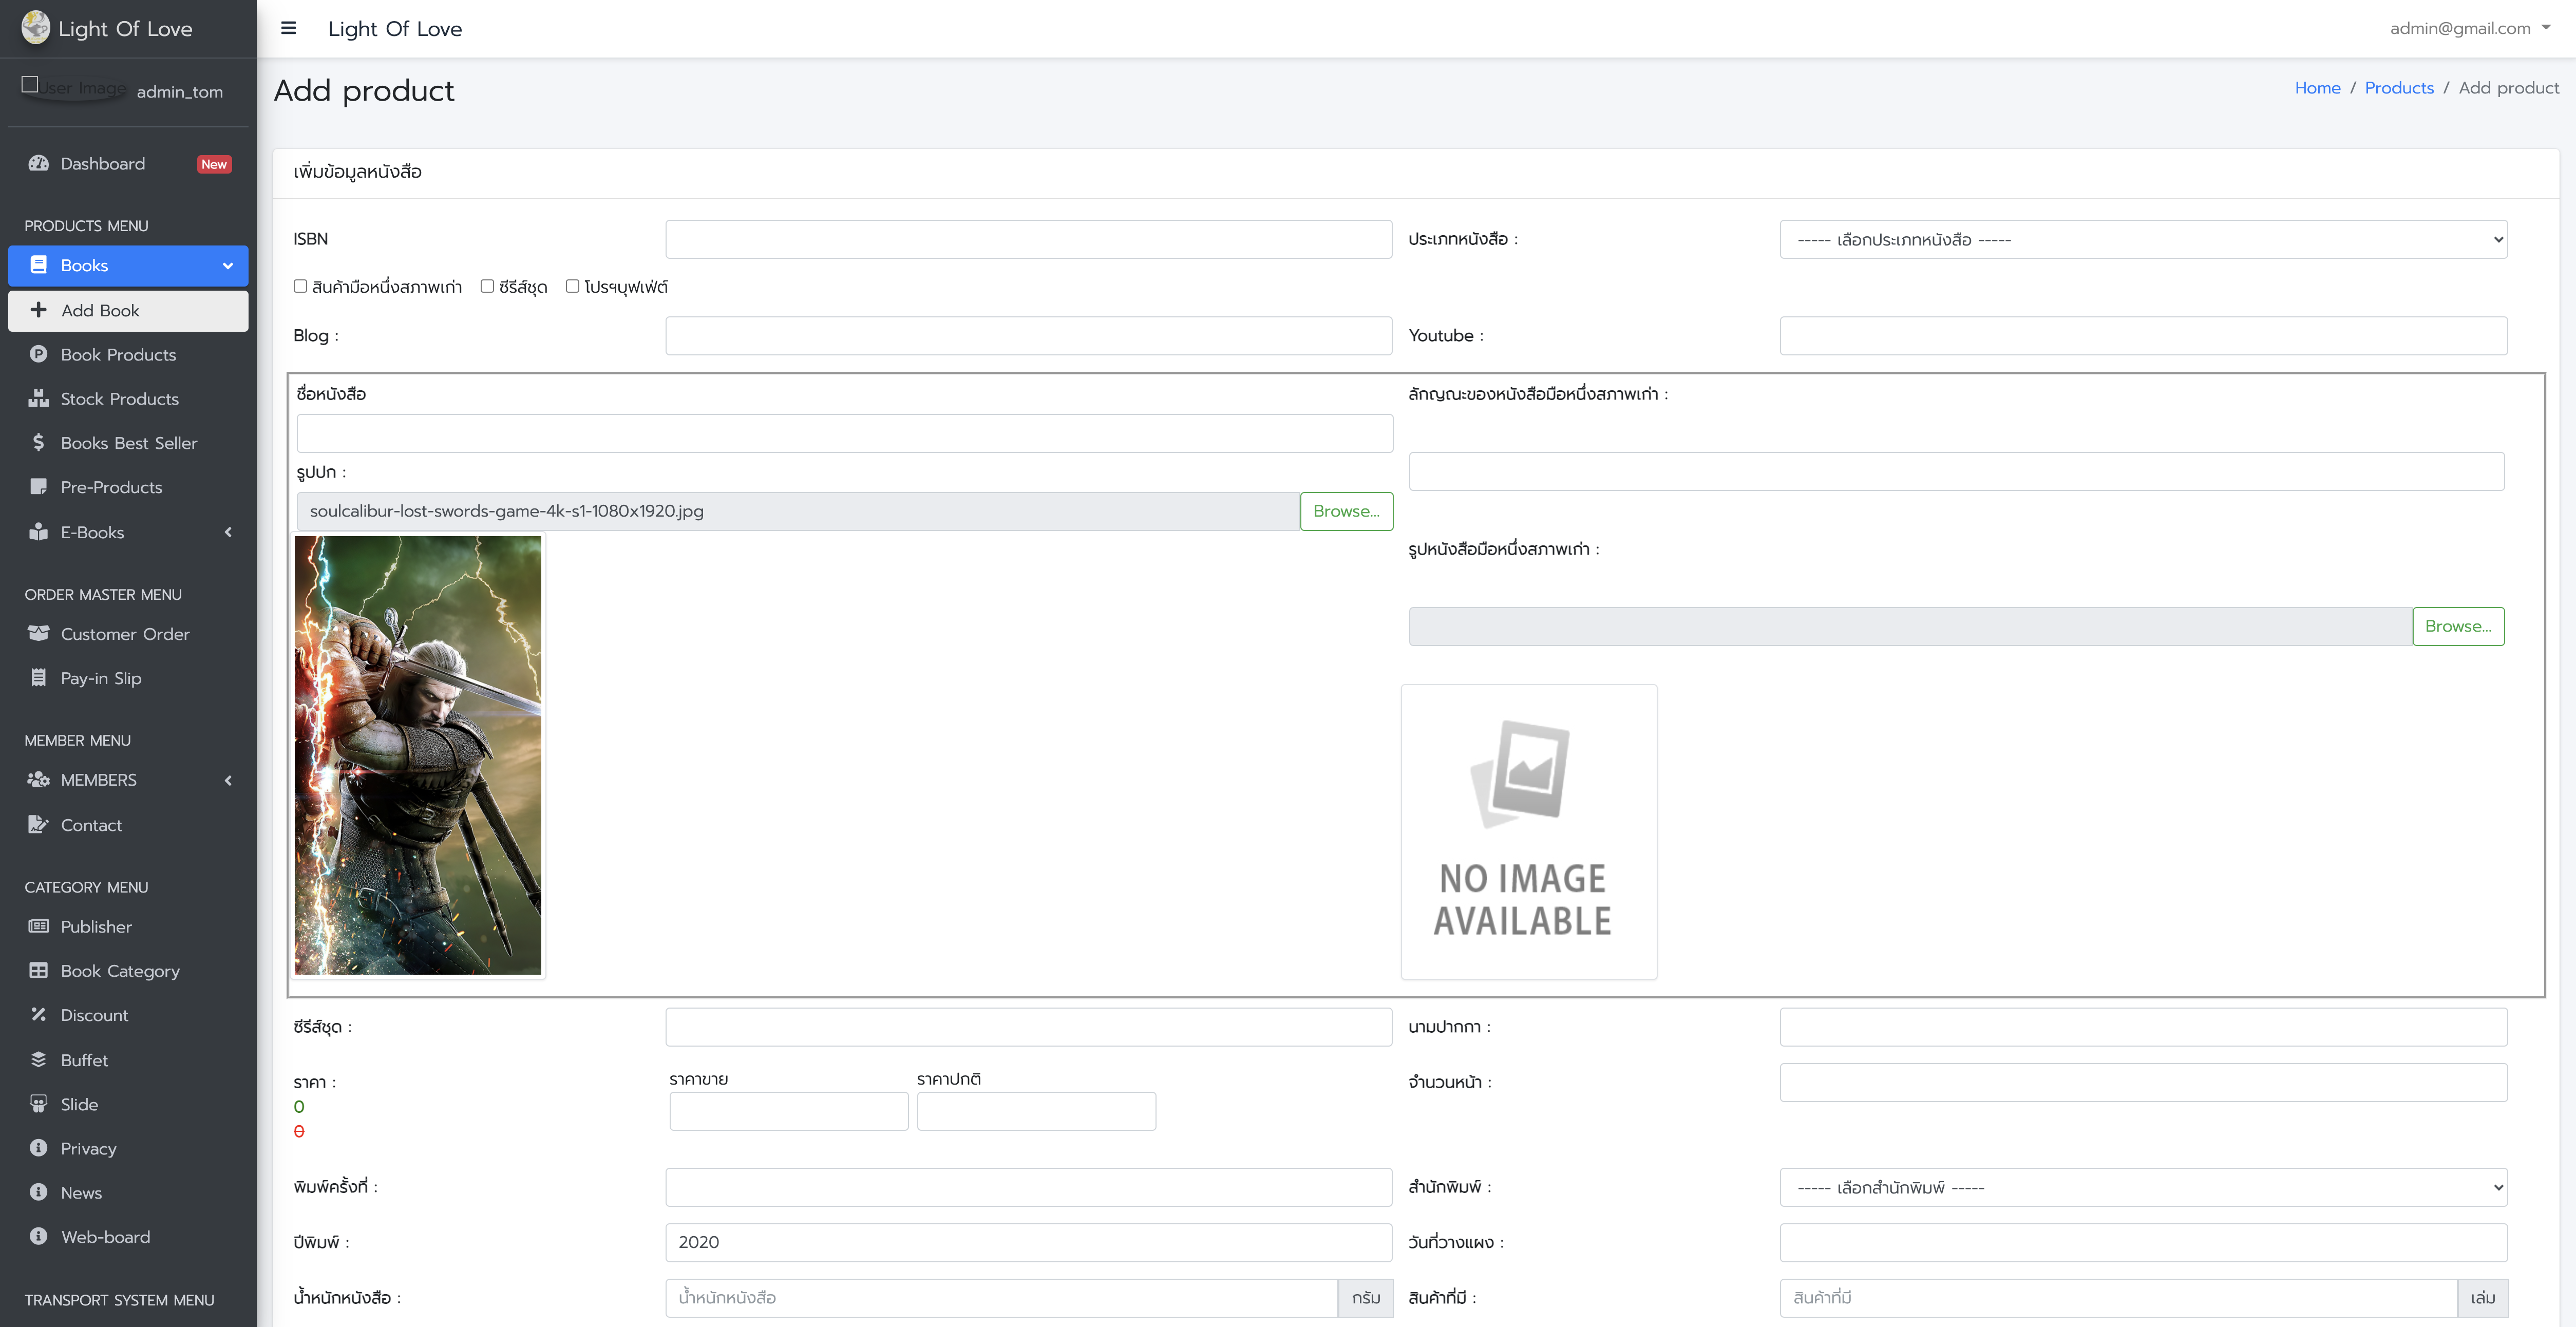 Light Of Love
Light Of Love
admin@gmail.com
User Image
admin_tom
Add product
Home / Products / Add product
Dashboard
New
PRODUCTS MENU
Books
Add Book
Book Products
Stock Products
Books Best Seller
Pre-Products
E-Books
ORDER MASTER MENU
Customer Order
Pay-in Slip
MEMBER MENU
MEMBERS
Contact
CATEGORY MENU
Publisher
Book Category
Discount
Buffet
Slide
Privacy
News
Web-board
TRANSPORT SYSTEM MENU
เพิ่มข้อมูลหนังสือ
ISBN
ประเภทหนังสือ :
----- เลือกประเภทหนังสือ -----
สินค้ามือหนึ่งสภาพเก่า ซีรีส์ชุด โปรฯบุฟเฟ่ต์
Blog :
Youtube :
ชื่อหนังสือ
ลักญณะของหนังสือมือหนึ่งสภาพเก่า :
รูปปก :
soulcalibur-lost-swords-game-4k-s1-1080x1920.jpg
Browse...
รูปหนังสือมือหนึ่งสภาพเก่า :
Browse...
NO IMAGE
AVAILABLE
ซีรีส์ชุด :
นามปากกา :
ราคา :
0
0
ราคาขาย
ราคาปกติ
จำนวนหน้า :
พิมพ์ครั้งที่ :
สำนักพิมพ์ :
----- เลือกสำนักพิมพ์ -----
ปีพิมพ์ :
2020
วันที่วางแผง :
น้ำหนักหนังสือ :
น้ำหนักหนังสือ
กรัม
สินค้าที่มี :
สินค้าที่มี
เล่ม